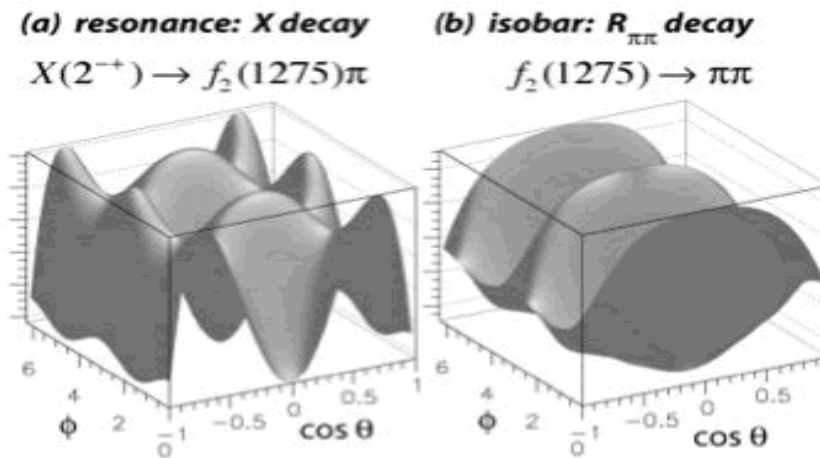 (a) resonance: X decay
(b) isobar: Rππ decay
X(2⁻⁺) → f₂(1275)π
f₂(1275) → ππ
6
4
2
0
ϕ
−1
−0.5
0
0.5
1
cos θ
6
4
2
0
ϕ
−1
−0.5
0
0.5
cos θ